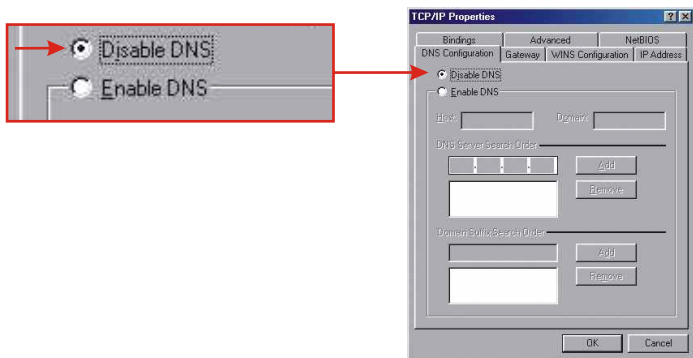 Disable DNS
Enable DNS
TCP/IP Properties
Bindings Advanced NetBIOS
DNS Configuration Gateway WINS Configuration IP Address
Disable DNS
Enable DNS
Host: Domain:
DNS Server Search Order
Add
Remove
Domain Suffix Search Order
Add
Remove
OK Cancel